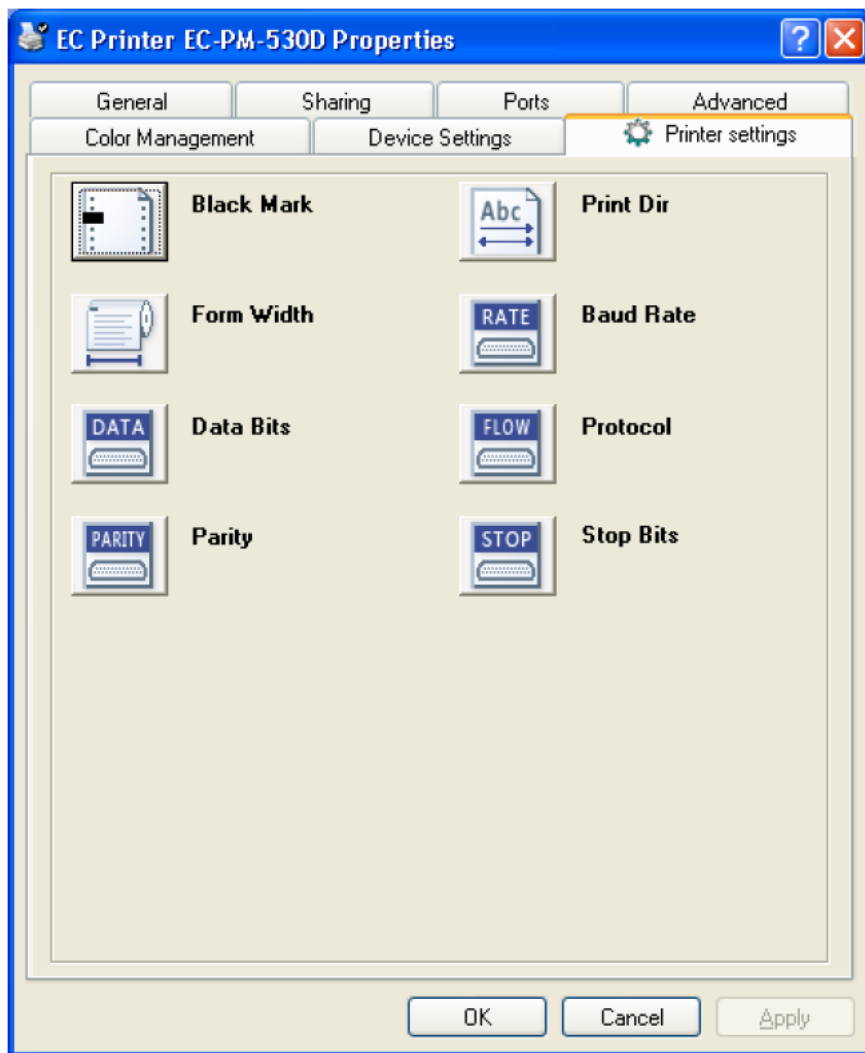 EC Printer EC-PM-530D Properties
General Sharing Ports Advanced
Color Management Device Settings Printer settings
Black Mark
Abc Print Dir
Form Width
RATE Baud Rate
DATA Data Bits
FLOW Protocol
PARITY Parity
STOP Stop Bits
OK Cancel Apply